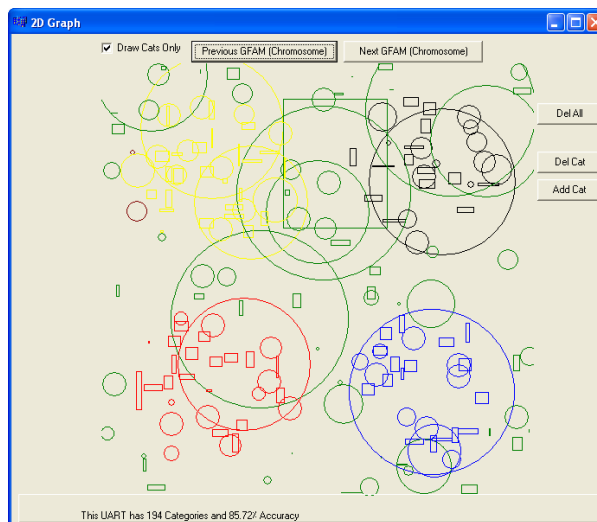 2D Graph
Draw Cats Only
Previous GFAM (Chromosome)
Next GFAM (Chromosome)
Del All
Del Cat
Add Cat
This UART has 194 Categories and 85.72% Accuracy